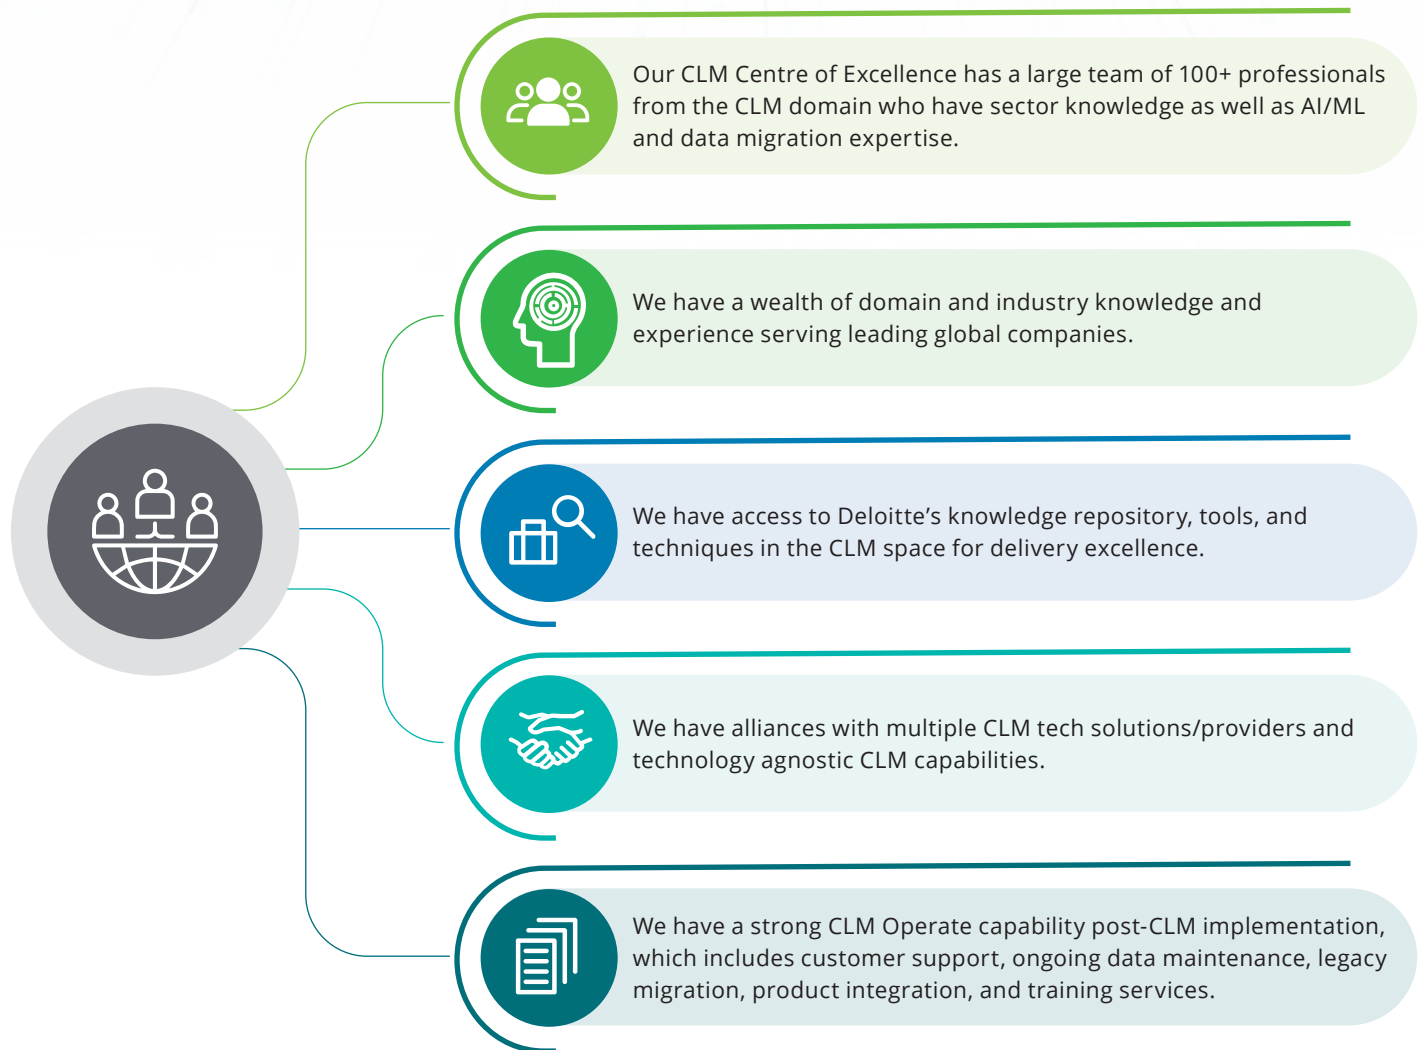 Our CLM Centre of Excellence has a large team of 100+ professionals
from the CLM domain who have sector knowledge as well as AI/ML
and data migration expertise.
We have a wealth of domain and industry knowledge and
experience serving leading global companies.
We have access to Deloitte’s knowledge repository, tools, and
techniques in the CLM space for delivery excellence.
We have alliances with multiple CLM tech solutions/providers and
technology agnostic CLM capabilities.
We have a strong CLM Operate capability post-CLM implementation,
which includes customer support, ongoing data maintenance, legacy
migration, product integration, and training services.